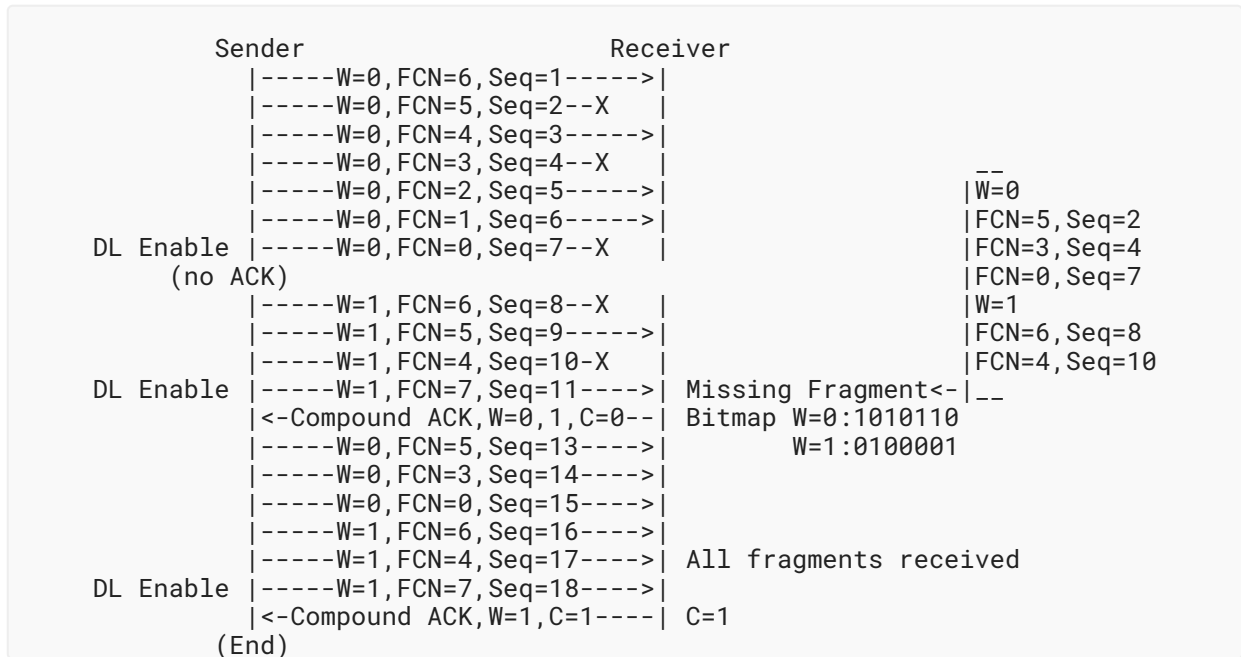 Sender                    Receiver
|-----W=0,FCN=6,Seq=1----->|
|-----W=0,FCN=5,Seq=2--X   |
|-----W=0,FCN=4,Seq=3----->|
|-----W=0,FCN=3,Seq=4--X   |                    __
|-----W=0,FCN=2,Seq=5----->|                   |W=0
|-----W=0,FCN=1,Seq=6----->|                   |FCN=5,Seq=2
DL Enable |-----W=0,FCN=0,Seq=7--X   |                   |FCN=3,Seq=4
(no ACK)                                       |FCN=0,Seq=7
|-----W=1,FCN=6,Seq=8--X   |                   |W=1
|-----W=1,FCN=5,Seq=9----->|                   |FCN=6,Seq=8
|-----W=1,FCN=4,Seq=10-X   |                   |FCN=4,Seq=10
DL Enable |-----W=1,FCN=7,Seq=11---->| Missing Fragment<-|__
|<-Compound ACK,W=0,1,C=0--| Bitmap W=0:1010110
|-----W=0,FCN=5,Seq=13---->|        W=1:0100001
|-----W=0,FCN=3,Seq=14---->|
|-----W=0,FCN=0,Seq=15---->|
|-----W=1,FCN=6,Seq=16---->|
|-----W=1,FCN=4,Seq=17---->| All fragments received
DL Enable |-----W=1,FCN=7,Seq=18---->|
|<-Compound ACK,W=1,C=1----| C=1
(End)